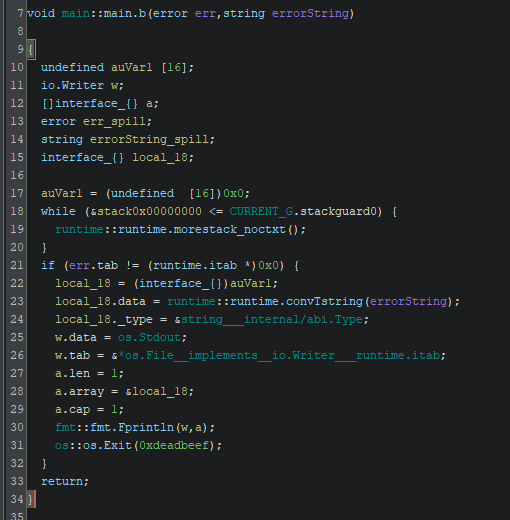 7 void main::main.b(error err,string errorString)
8
9 {
10 undefined auVar1 [16];
11 io.Writer w;
12 []interface_{} a;
13 error err_spill;
14 string errorString_spill;
15 interface_{} local_18;
16
17 auVar1 = (undefined  [16])0x0;
18 while (&stack0x00000000 <= CURRENT_G.stackguard0) {
19 runtime::runtime.morestack_noctxt();
20 }
21 if (err.tab != (runtime.itab *)0x0) {
22 local_18 = (interface_{})auVar1;
23 local_18.data = runtime::runtime.convTstring(errorString);
24 local_18._type = &string___internal/abi.Type;
25 w.data = os.Stdout;
26 w.tab = &*os.File__implements__io.Writer___runtime.itab;
27 a.len = 1;
28 a.array = &local_18;
29 a.cap = 1;
30 fmt::fmt.Fprintln(w,a);
31 os::os.Exit(0xdeadbeef);
32 }
33 return;
34 }
35